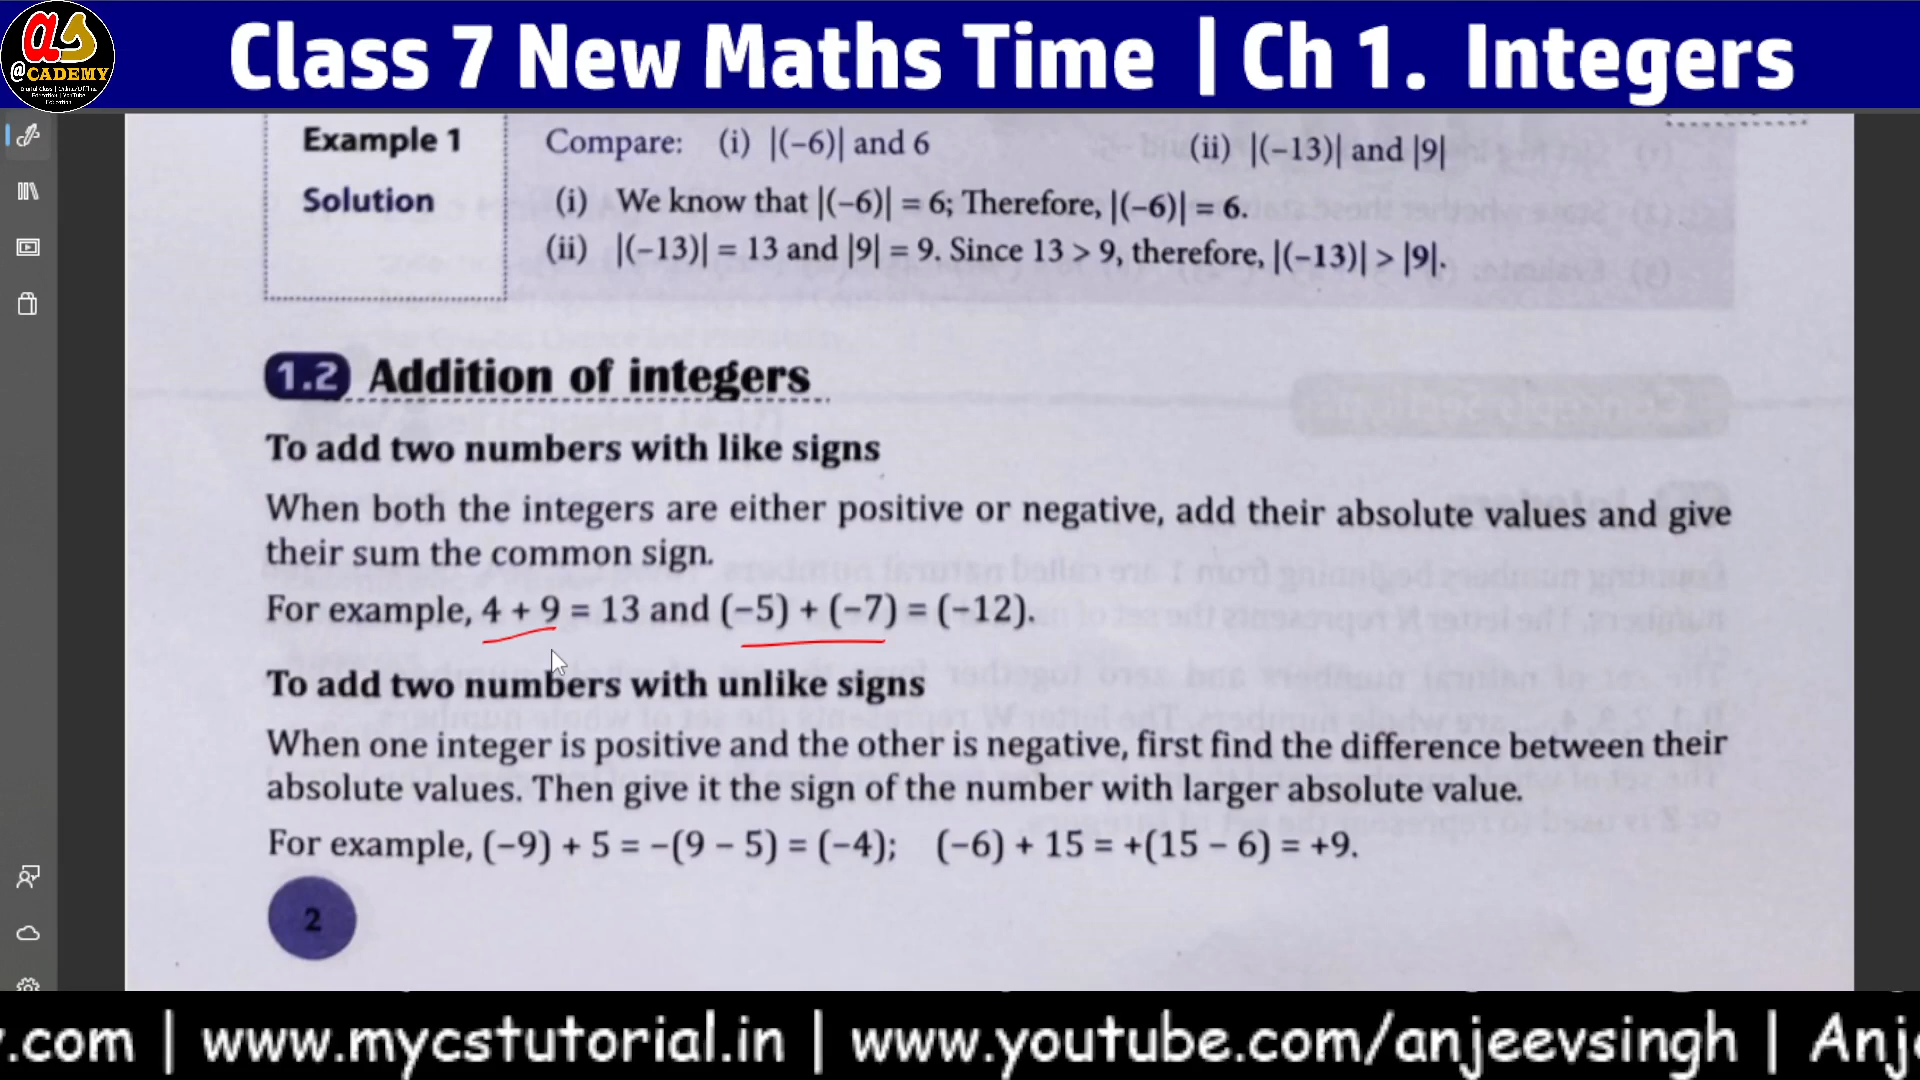 as
@CADEMY
Class 7 New Maths Time | Ch 1. Integers
Example 1
Compare: (i) |(−6)| and 6
(ii) |(−13)| and |9|
Solution
(i) We know that |(−6)| = 6; Therefore, |(−6)| = 6.
(ii) |(−13)| = 13 and |9| = 9. Since 13 > 9, therefore, |(−13)| > |9|.
1.2 Addition of integers
To add two numbers with like signs
When both the integers are either positive or negative, add their absolute values and give
their sum the common sign.
For example, 4 + 9 = 13 and (−5) + (−7) = (−12).
To add two numbers with unlike signs
When one integer is positive and the other is negative, first find the difference between their
absolute values. Then give it the sign of the number with larger absolute value.
For example, (−9) + 5 = −(9 − 5) = (−4); (−6) + 15 = +(15 − 6) = +9.
2
y.com | www.mycstutorial.in | www.youtube.com/anjeevsingh | Anje